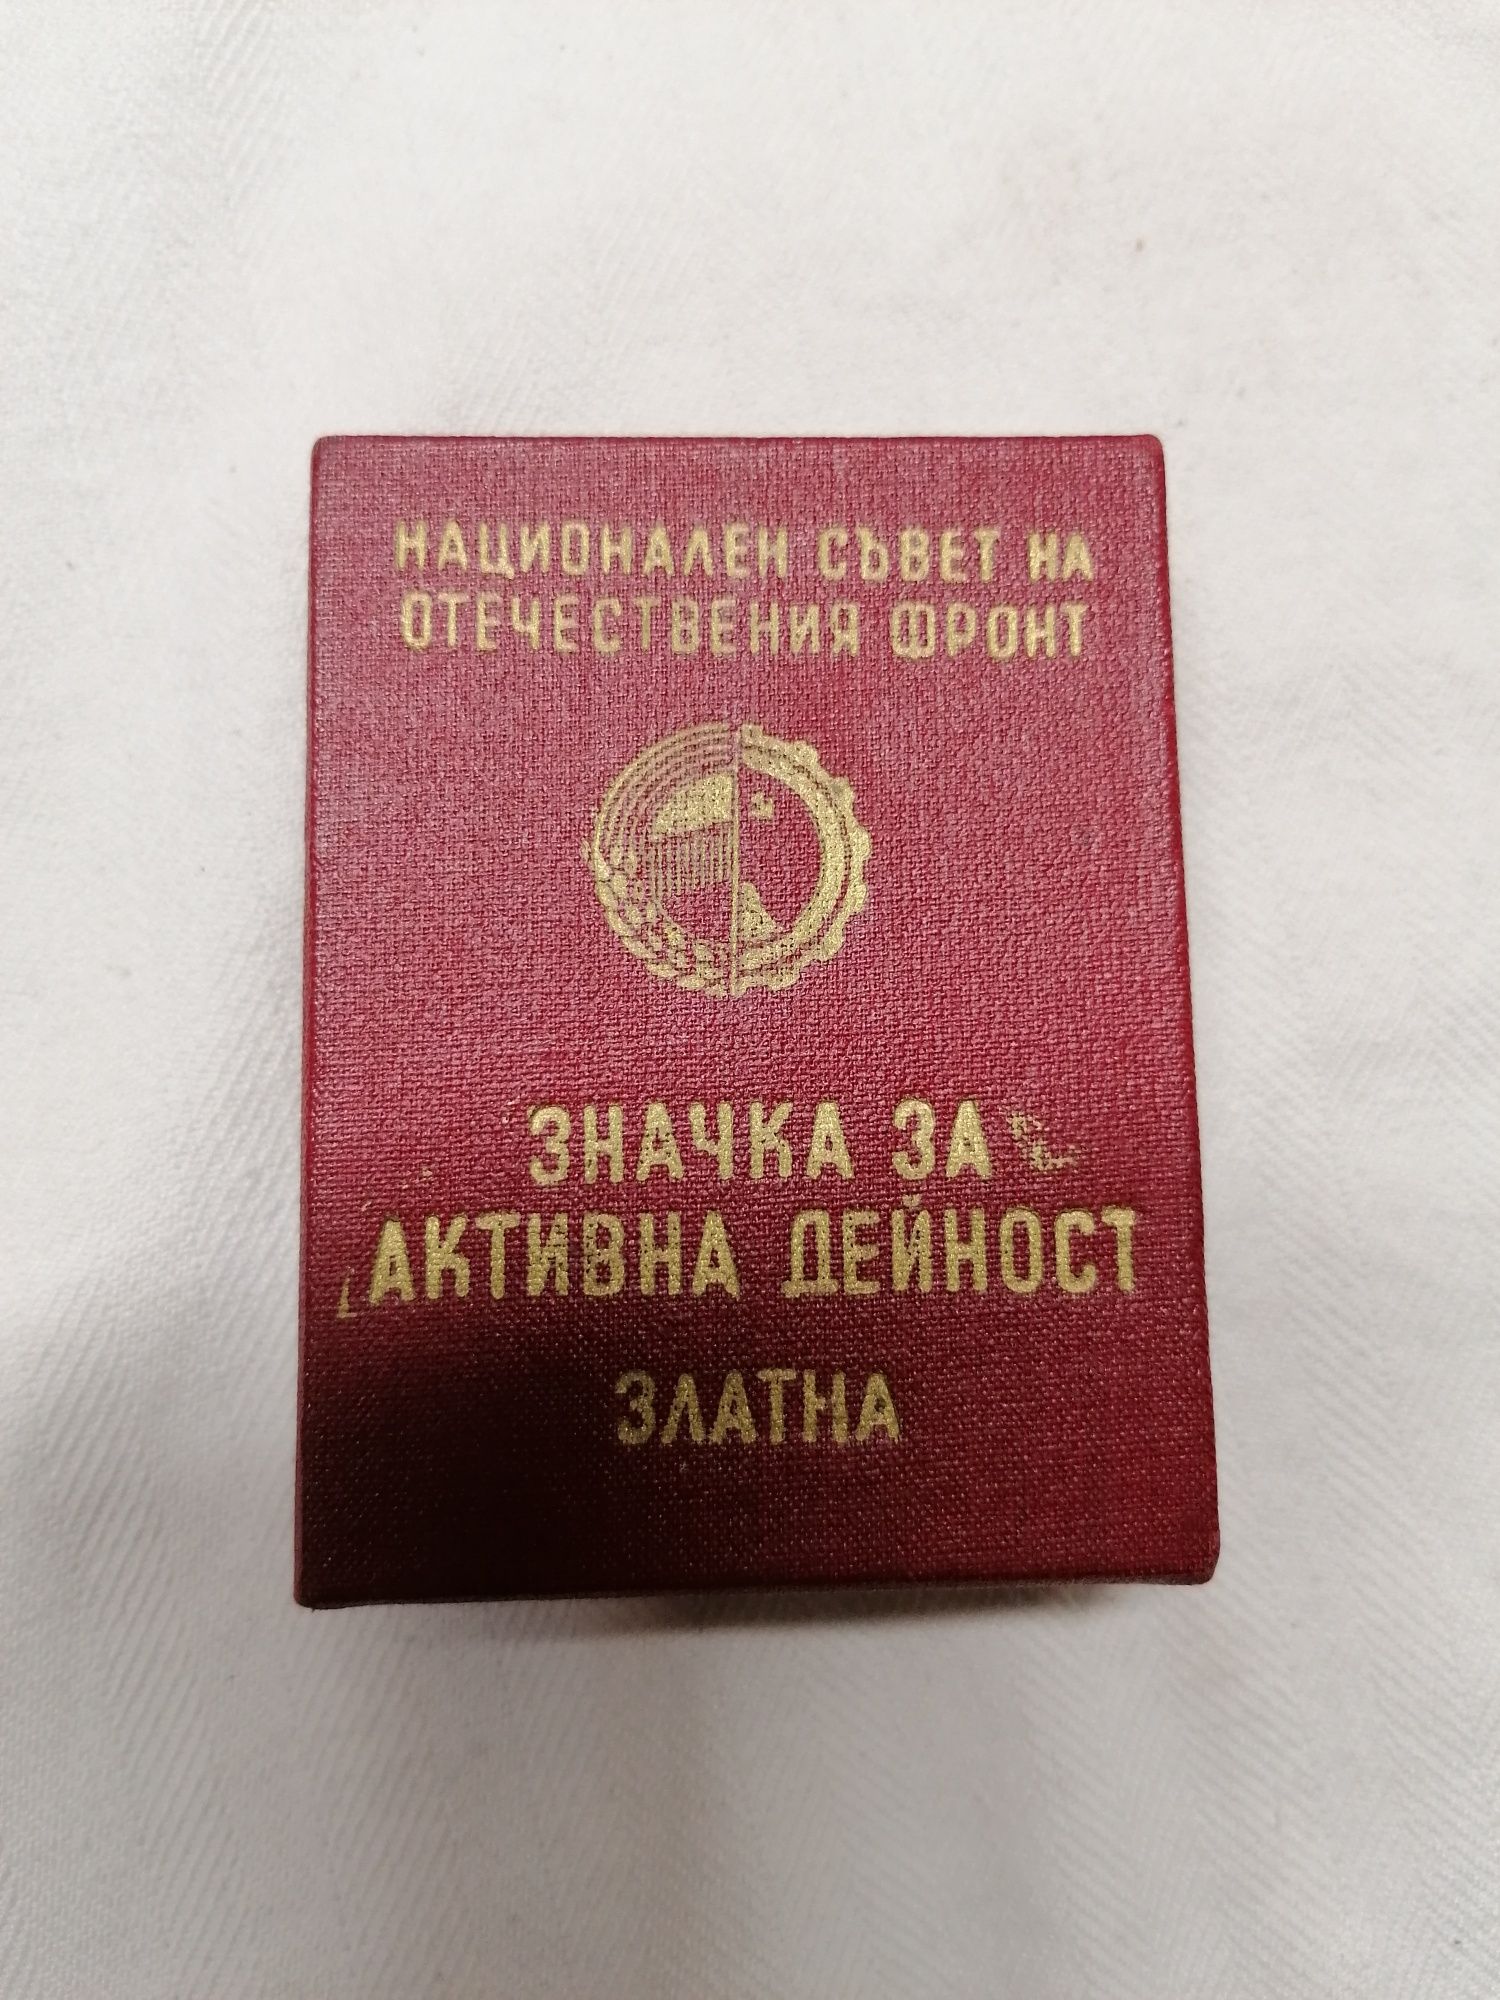 НАЦИОНАЛЕН СЪВЕТ НА
ОТЕЧЕСТВЕНИЯ ФРОНТ
ЗНАЧКА ЗА
АКТИВНА ДЕЙНОСТ
ЗЛАТНА